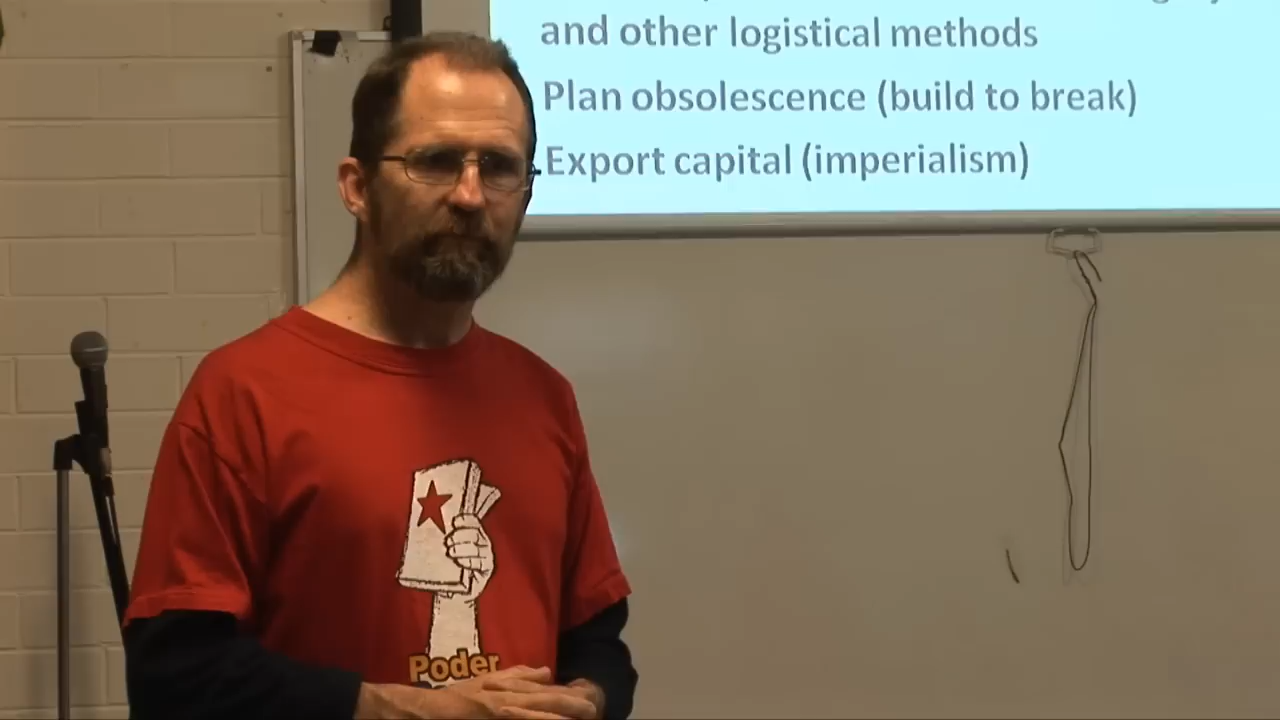 and other logistical methods
Plan obsolescence (build to break)
Export capital (imperialism)
Poder